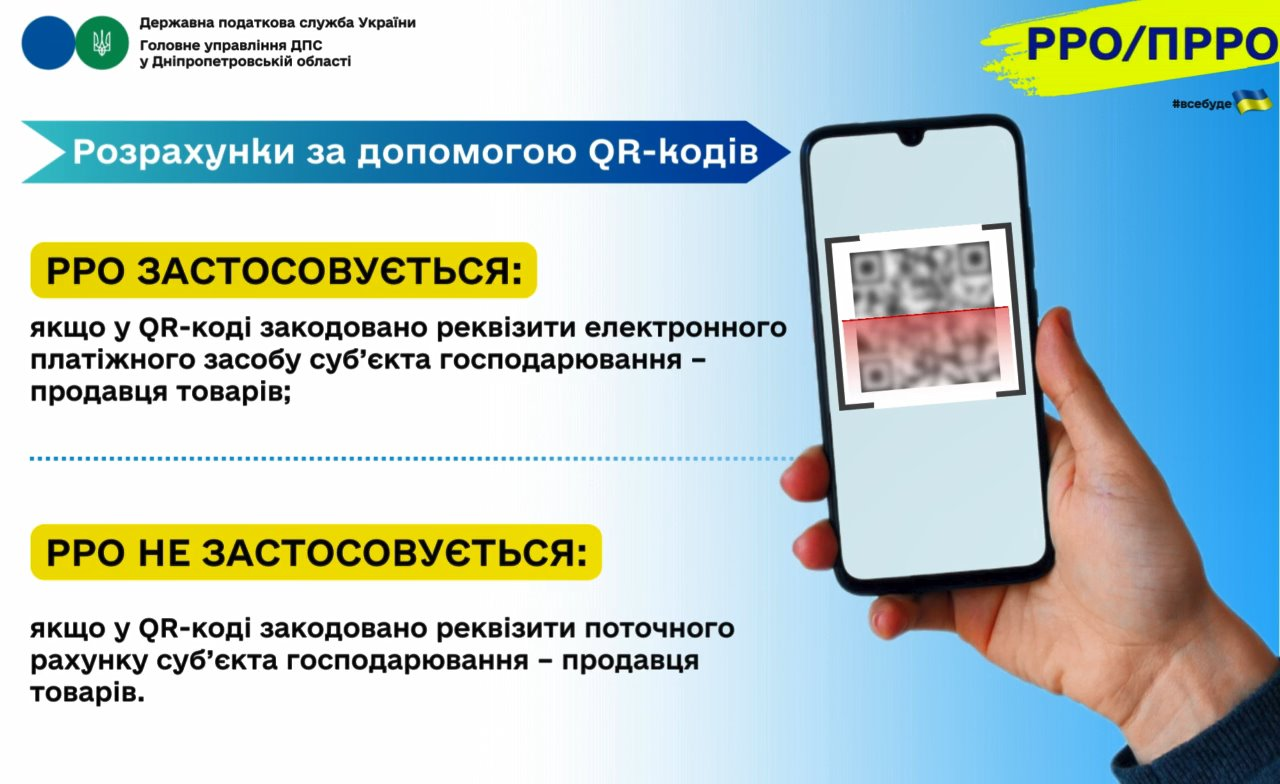 Державна податкова служба України
Головне управління ДПС
у Дніпропетровській області
РРО/ПРРО
#всебуде
Розрахунки за допомогою QR-кодів
РРО ЗАСТОСОВУЄТЬСЯ:
якщо у QR-коді закодовано реквізити електронного
платіжного засобу суб’єкта господарювання –
продавця товарів;
РРО НЕ ЗАСТОСОВУЄТЬСЯ:
якщо у QR-коді закодовано реквізити поточного
рахунку суб’єкта господарювання – продавця
товарів.